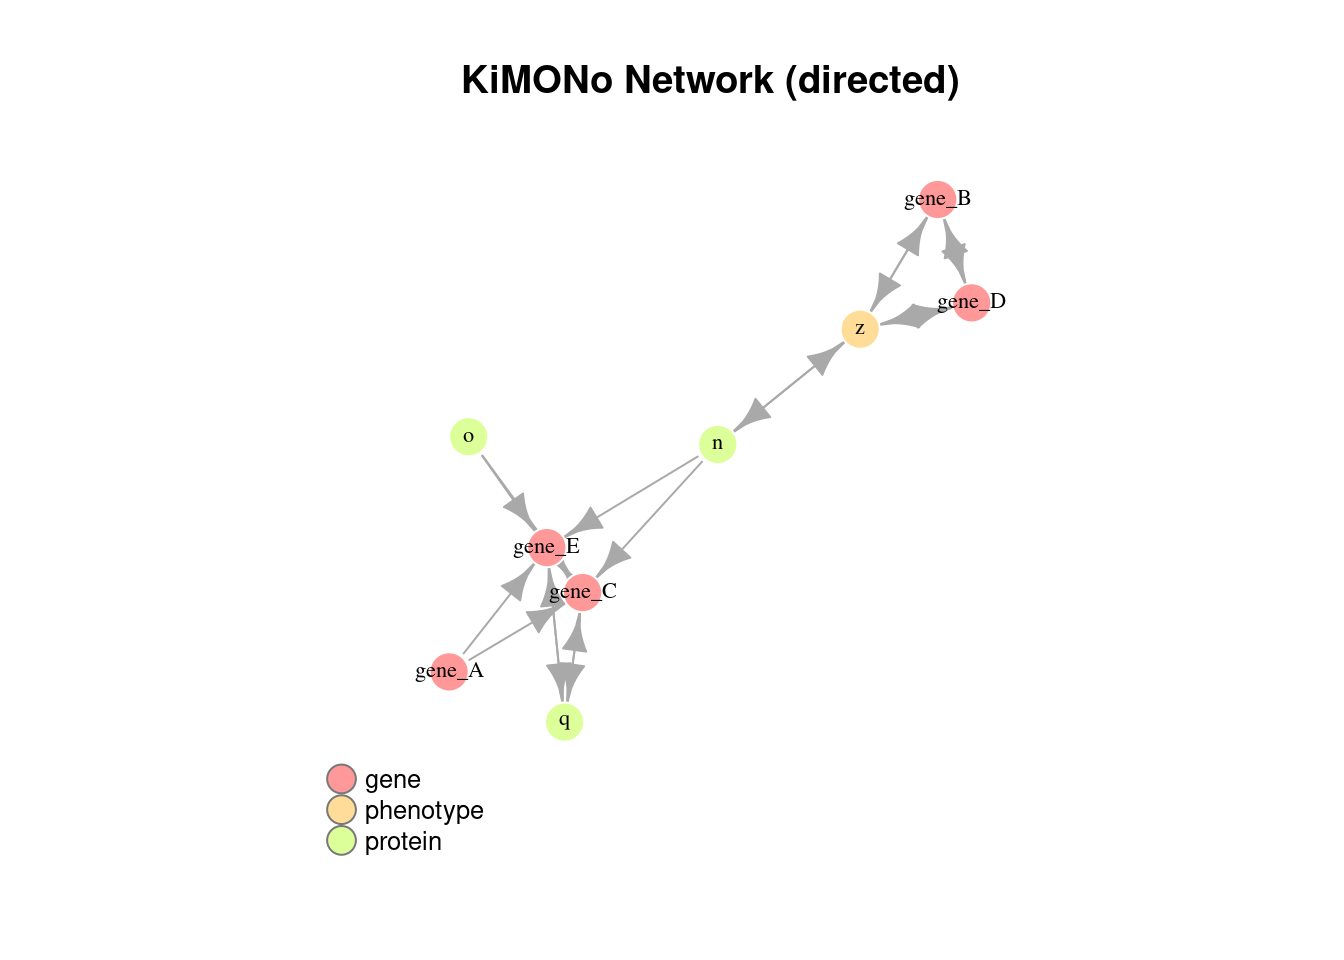 KiMONo Network (directed)
gene_B
gene_D
z
o
n
gene_E
gene_C
gene_A
q
gene
phenotype
protein